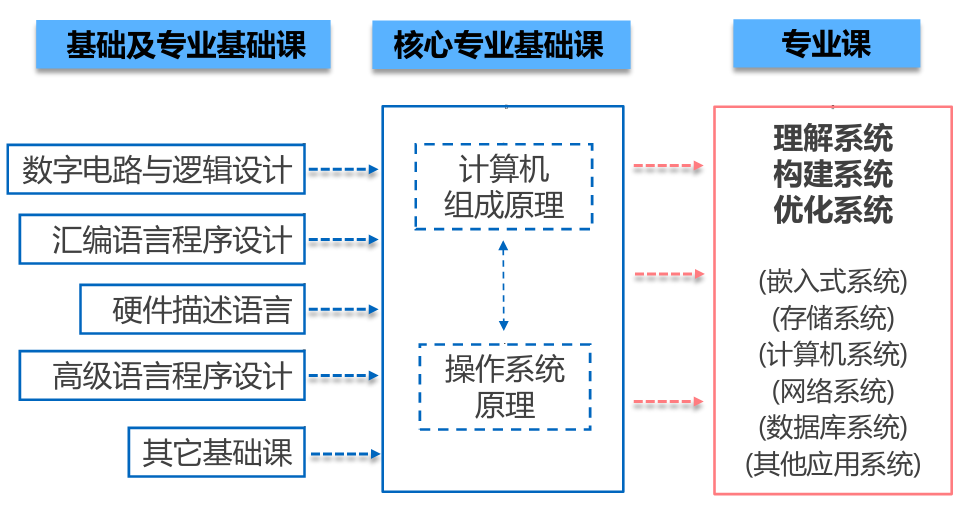 基础及专业基础课
核心专业基础课
专业课
数字电路与逻辑设计
汇编语言程序设计
硬件描述语言
高级语言程序设计
其它基础课
计算机
组成原理
操作系统
原理
理解系统
构建系统
优化系统
(嵌入式系统)
(存储系统)
(计算机系统)
(网络系统)
(数据库系统)
(其他应用系统)